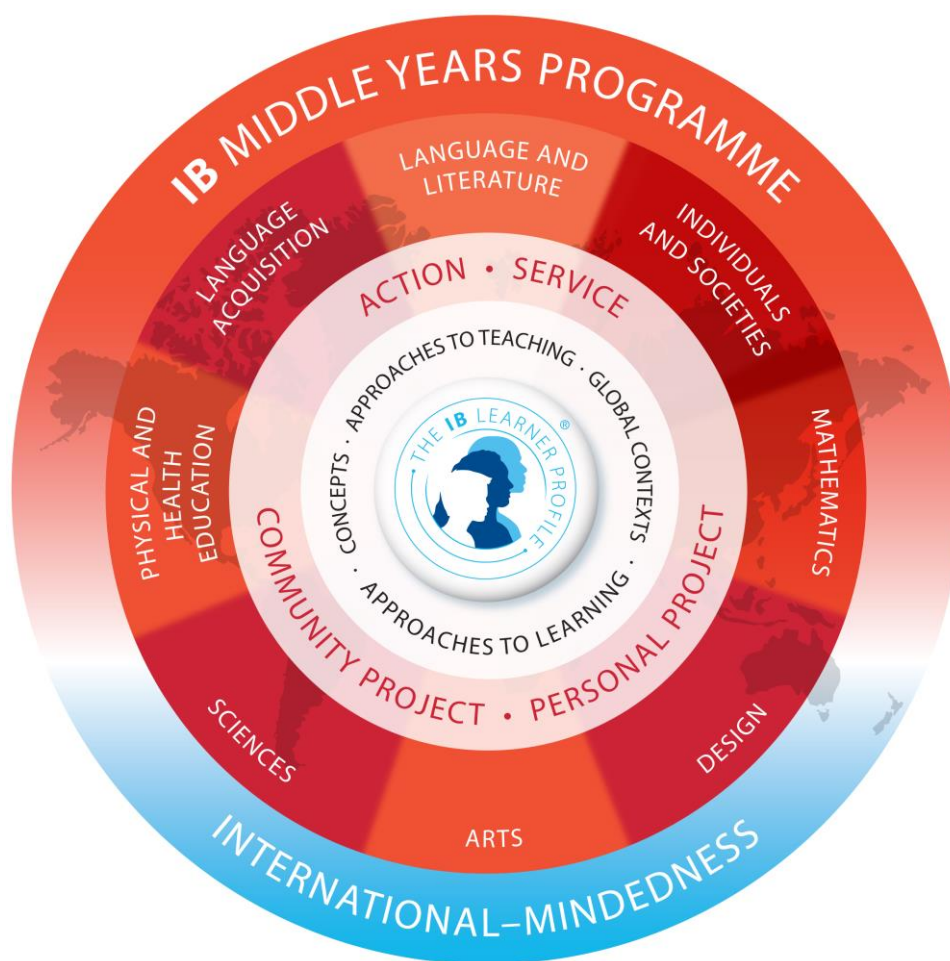 IB MIDDLE YEARS PROGRAMME
LANGUAGE AND
LITERATURE
INDIVIDUALS
AND SOCIETIES
MATHEMATICS
DESIGN
ARTS
SCIENCES
PHYSICAL AND
HEALTH
EDUCATION
LANGUAGE
ACQUISITION
ACTION • SERVICE
COMMUNITY PROJECT • PERSONAL PROJECT
APPROACHES TO TEACHING · GLOBAL CONTEXTS ·
APPROACHES TO LEARNING · CONCEPTS ·
• THE IB LEARNER PROFILE • ®
INTERNATIONAL–MINDEDNESS